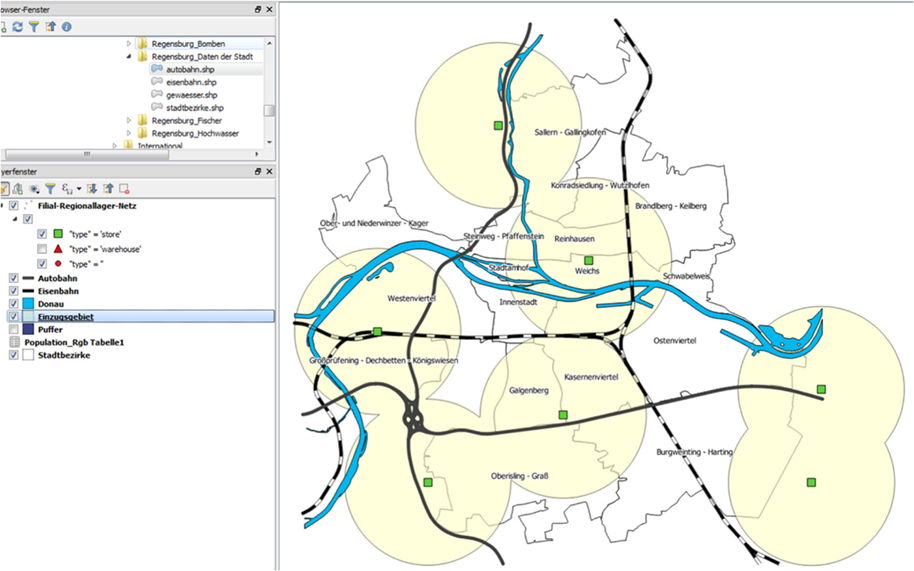 owser-Fenster
Regensburg_Bomben
Regensburg_Daten der Stadt
autobahn.shp
eisenbahn.shp
gewaesser.shp
stadtbezirke.shp
Regensburg_Fischer
Regensburg_Hochwasser
International
yerfenster
Filial-Regionallager-Netz
"type" = 'store'
"type" = 'warehouse'
"type" = ''
Autobahn
Eisenbahn
Donau
Einzugsgebiet
Puffer
Population_Rgb Tabelle1
Stadtbezirke
Sallern - Gallingkofen
Konradsiedlung - Wutzlhofen
Brandlberg - Keilberg
Ober- und Niederwinzer - Kager
Steinweg - Pfaffenstein
Reinhausen
Stadtamhof
Weichs
Schwabelweis
Westenviertel
Innenstadt
Ostenviertel
Großprüfening - Dechbetten - Königswiesen
Kasernenviertel
Galgenberg
Burgweinting - Harting
Oberisling - Graß